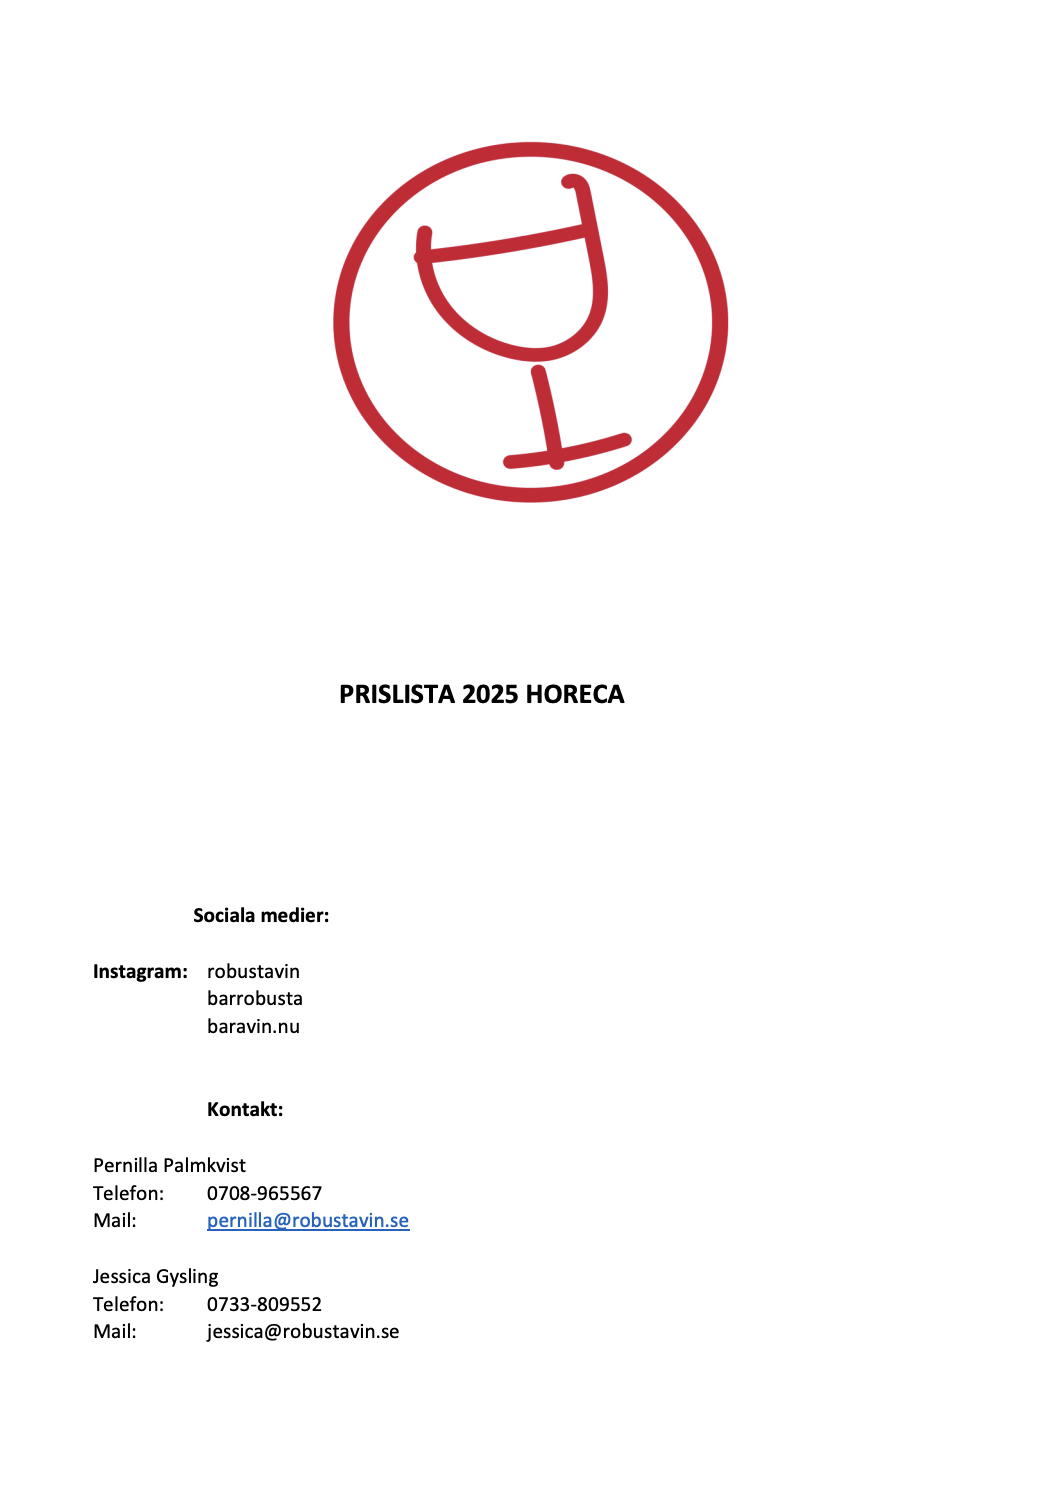 PRISLISTA 2025 HORECA
Sociala medier:
Instagram: robustavin
barrobusta
baravin.nu
Kontakt:
Pernilla Palmkvist
Telefon: 0708-965567
Mail: pernilla@robustavin.se
Jessica Gysling
Telefon: 0733-809552
Mail: jessica@robustavin.se